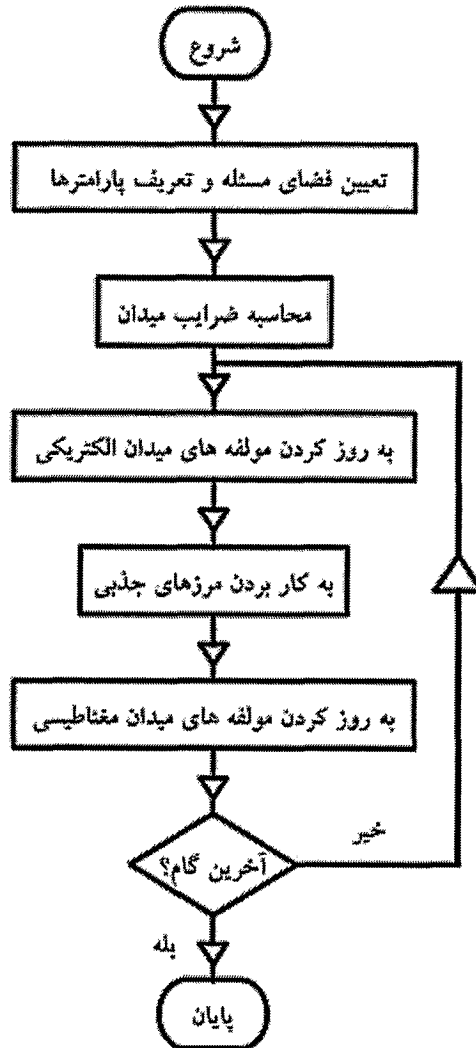 شروع
تعیین فضای مسئله و تعریف پارامترها
محاسبه ضرایب میدان
به روز کردن مولفه های میدان الکتریکی
به کار بردن مرزهای جذبی
به روز کردن مولفه های میدان مغناطیسی
آخرین گام؟
خیر
بله
پایان